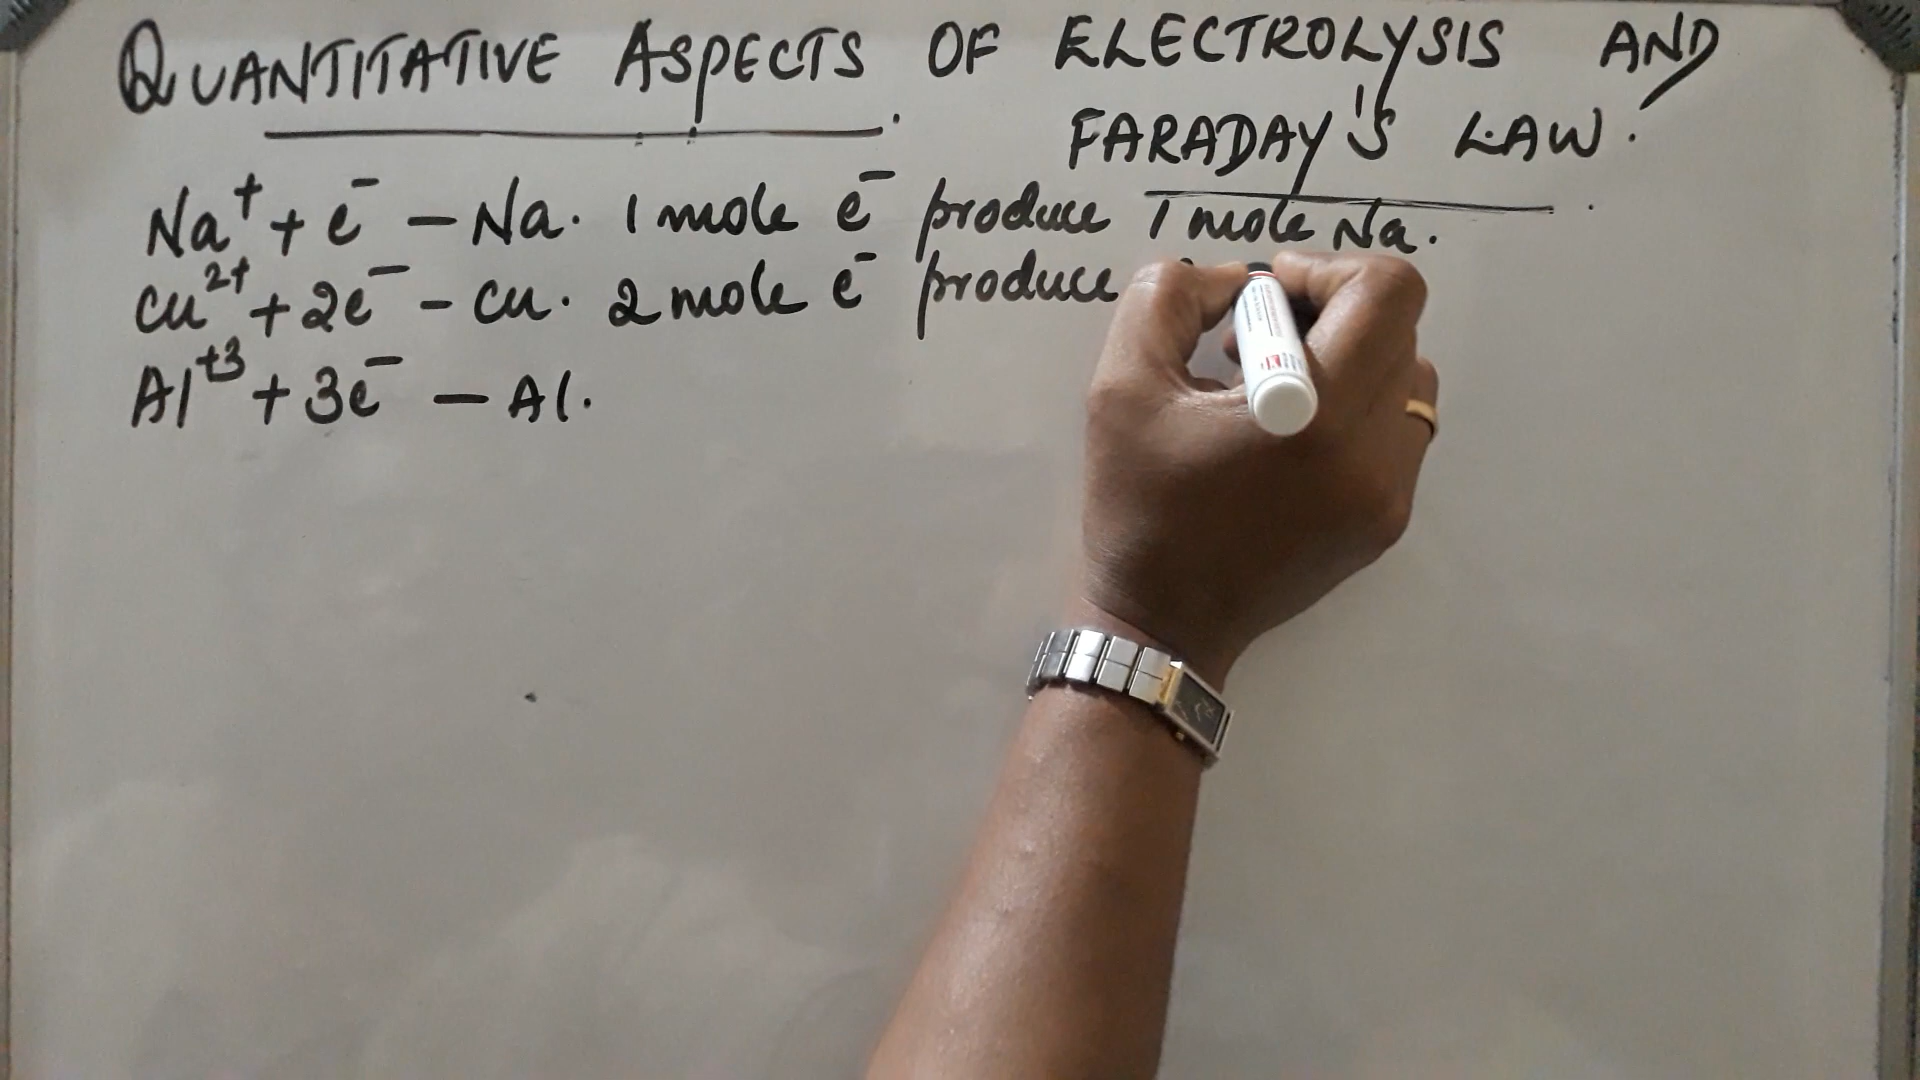 QUANTITATIVE ASPECTS OF ELECTROLYSIS AND
FARADAY'S LAW.
Na⁺ + e⁻ — Na. 1 mole e⁻ produce 1 mole Na.
Cu²⁺ + 2e⁻ — Cu. 2 mole e⁻ produce
Al⁺³ + 3e⁻ — Al.